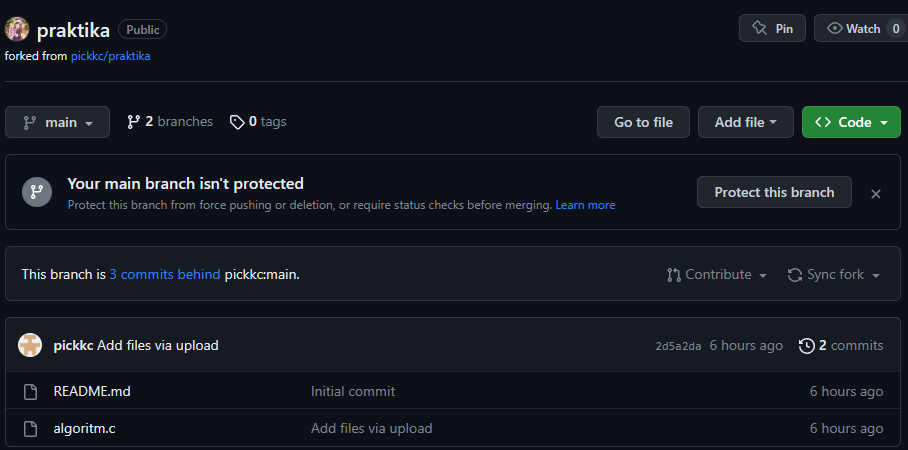 praktika Public Pin Watch 0
forked from pickkc/praktika
main 2 branches 0 tags Go to file Add file <> Code
Your main branch isn't protected
Protect this branch from force pushing or deletion, or require status checks before merging. Learn more
Protect this branch
This branch is 3 commits behind pickkc:main. Contribute Sync fork
pickkc Add files via upload 2d5a2da 6 hours ago 2 commits
README.md Initial commit 6 hours ago
algoritm.c Add files via upload 6 hours ago